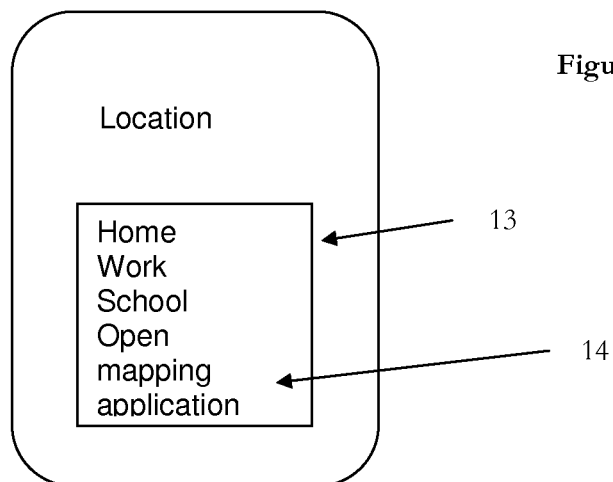 Figu
Location
13
Home
Work
School
Open
mapping
application
14